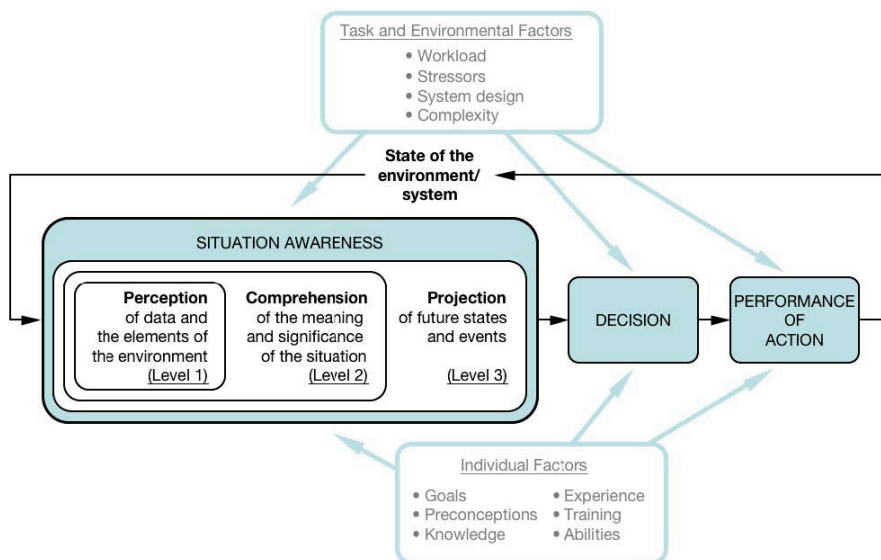 Task and Environmental Factors
• Workload
• Stressors
• System design
• Complexity
State of the
environment/
system
SITUATION AWARENESS
Perception
of data and
the elements of
the environment
(Level 1)
Comprehension
of the meaning
and significance
of the situation
(Level 2)
Projection
of future states
and events
(Level 3)
DECISION
PERFORMANCE
OF
ACTION
Individual Factors
• Goals
• Preconceptions
• Knowledge
• Experience
• Training
• Abilities